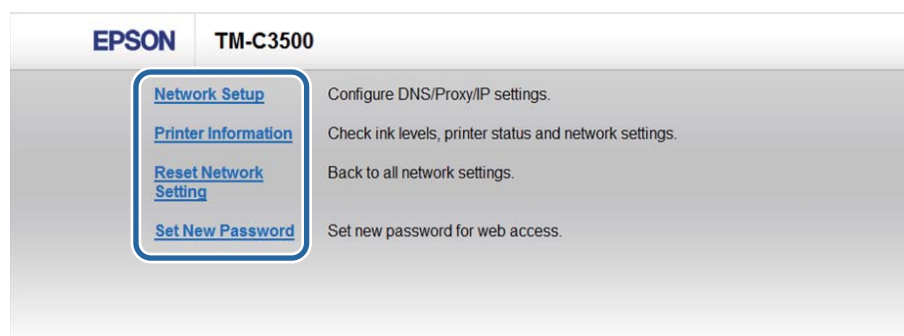 EPSON TM-C3500
Network Setup Configure DNS/Proxy/IP settings.
Printer Information Check ink levels, printer status and network settings.
Reset Network Back to all network settings.
Setting
Set New Password Set new password for web access.